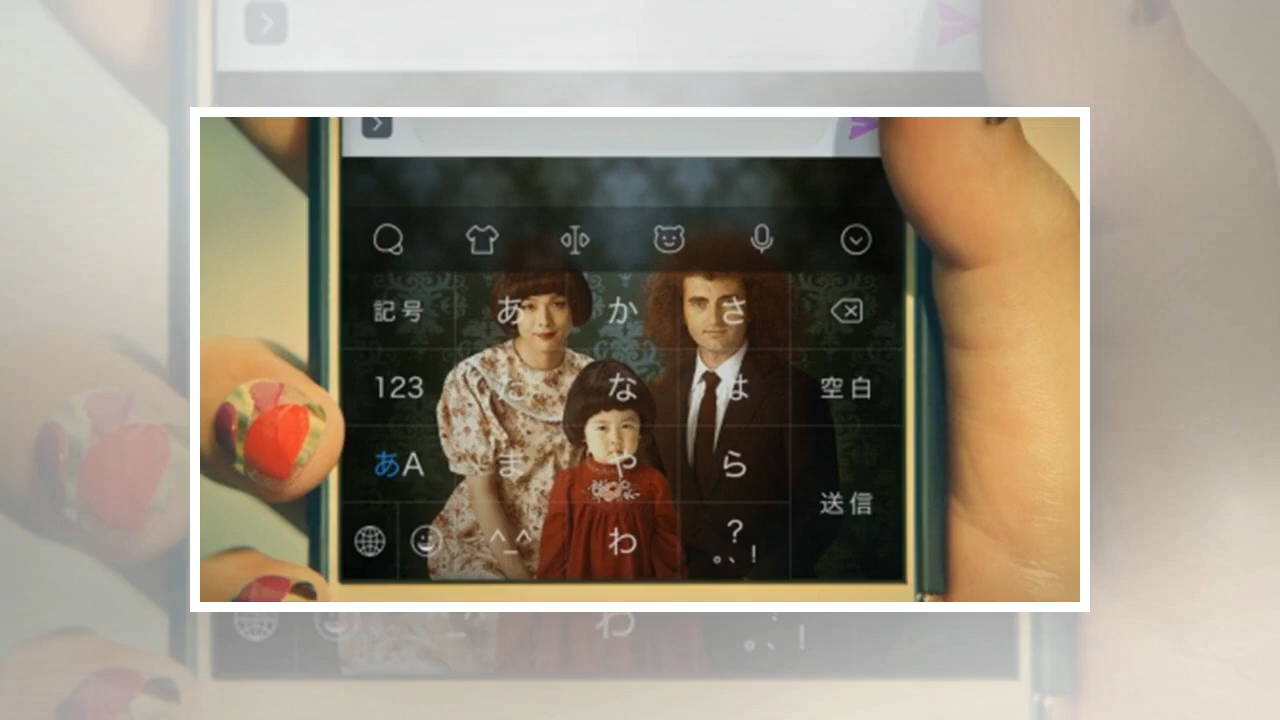 記号 あ か さ
123 た な は 空白
あA ま や ら
送信
^_^ わ ?。、!
わ
。、!